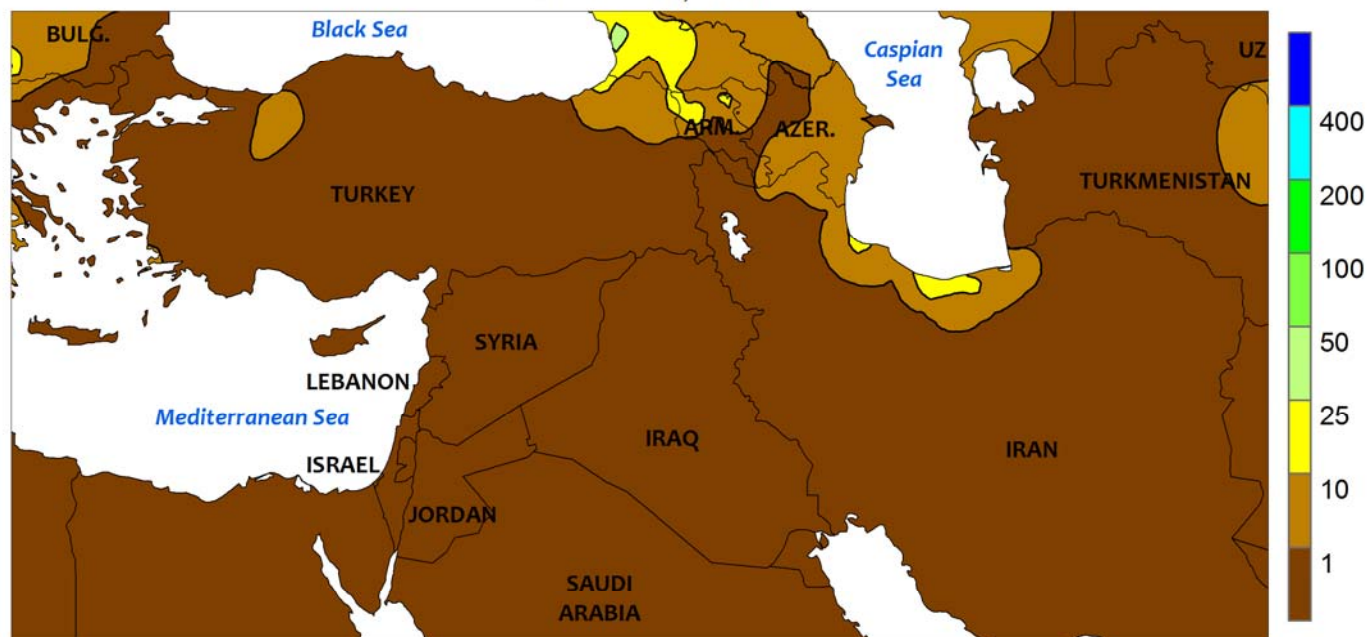 BULG.
Black Sea
Caspian
Sea
UZ
ARM.
AZER.
TURKEY
TURKMENISTAN
SYRIA
LEBANON
Mediterranean Sea
IRAQ
IRAN
ISRAEL
JORDAN
SAUDI
ARABIA
400
200
100
50
25
10
1